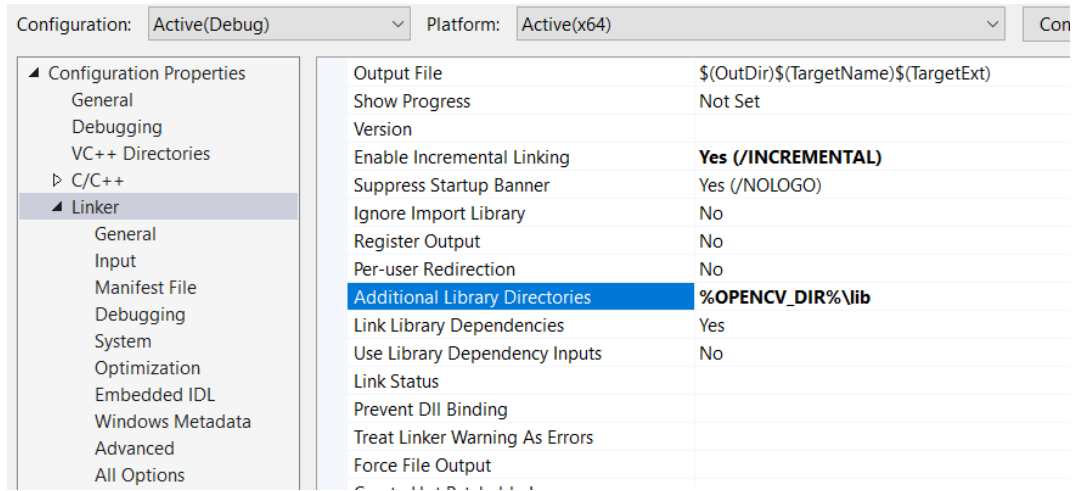 Configuration: Active(Debug) Platform: Active(x64) Con
Configuration Properties
General
Debugging
VC++ Directories
C/C++
Linker
General
Input
Manifest File
Debugging
System
Optimization
Embedded IDL
Windows Metadata
Advanced
All Options
Output File $(OutDir)$(TargetName)$(TargetExt)
Show Progress Not Set
Version
Enable Incremental Linking Yes (/INCREMENTAL)
Suppress Startup Banner Yes (/NOLOGO)
Ignore Import Library No
Register Output No
Per-user Redirection No
Additional Library Directories %OPENCV_DIR%\lib
Link Library Dependencies Yes
Use Library Dependency Inputs No
Link Status
Prevent Dll Binding
Treat Linker Warning As Errors
Force File Output